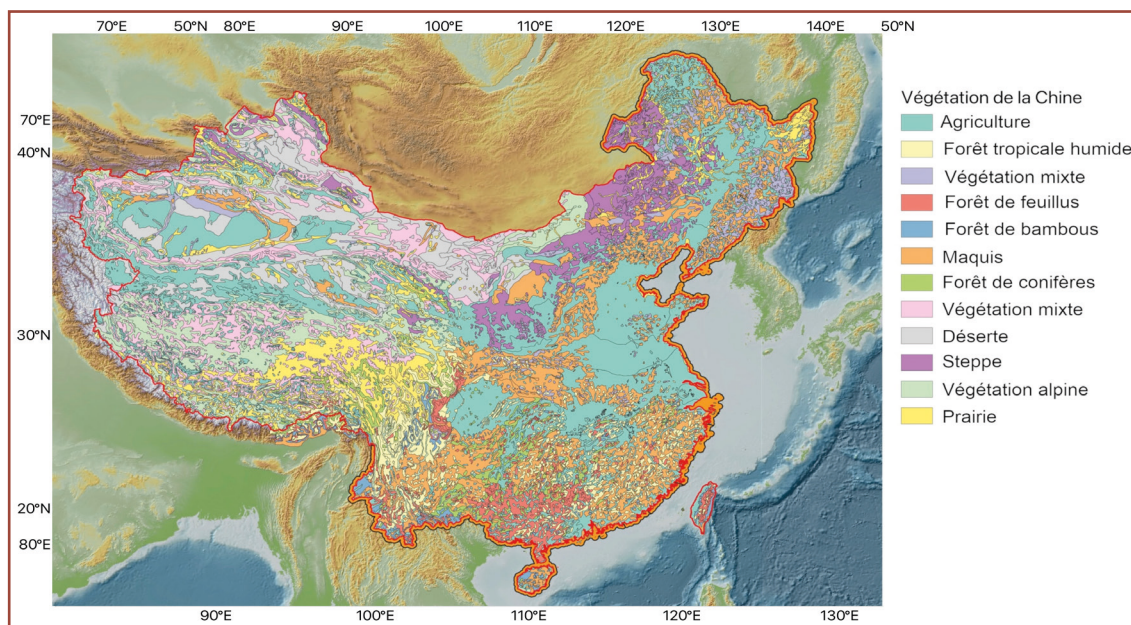 70°E 50°N 80°E 90°E 100°E 110°E 120°E 130°E 140°E 50°N
70°E
40°N
30°N
20°N
80°E
90°E 100°E 110°E 120°E 130°E
Végétation de la Chine
Agriculture
Forêt tropicale humide
Végétation mixte
Forêt de feuillus
Forêt de bambous
Maquis
Forêt de conifères
Végétation mixte
Déserte
Steppe
Végétation alpine
Prairie